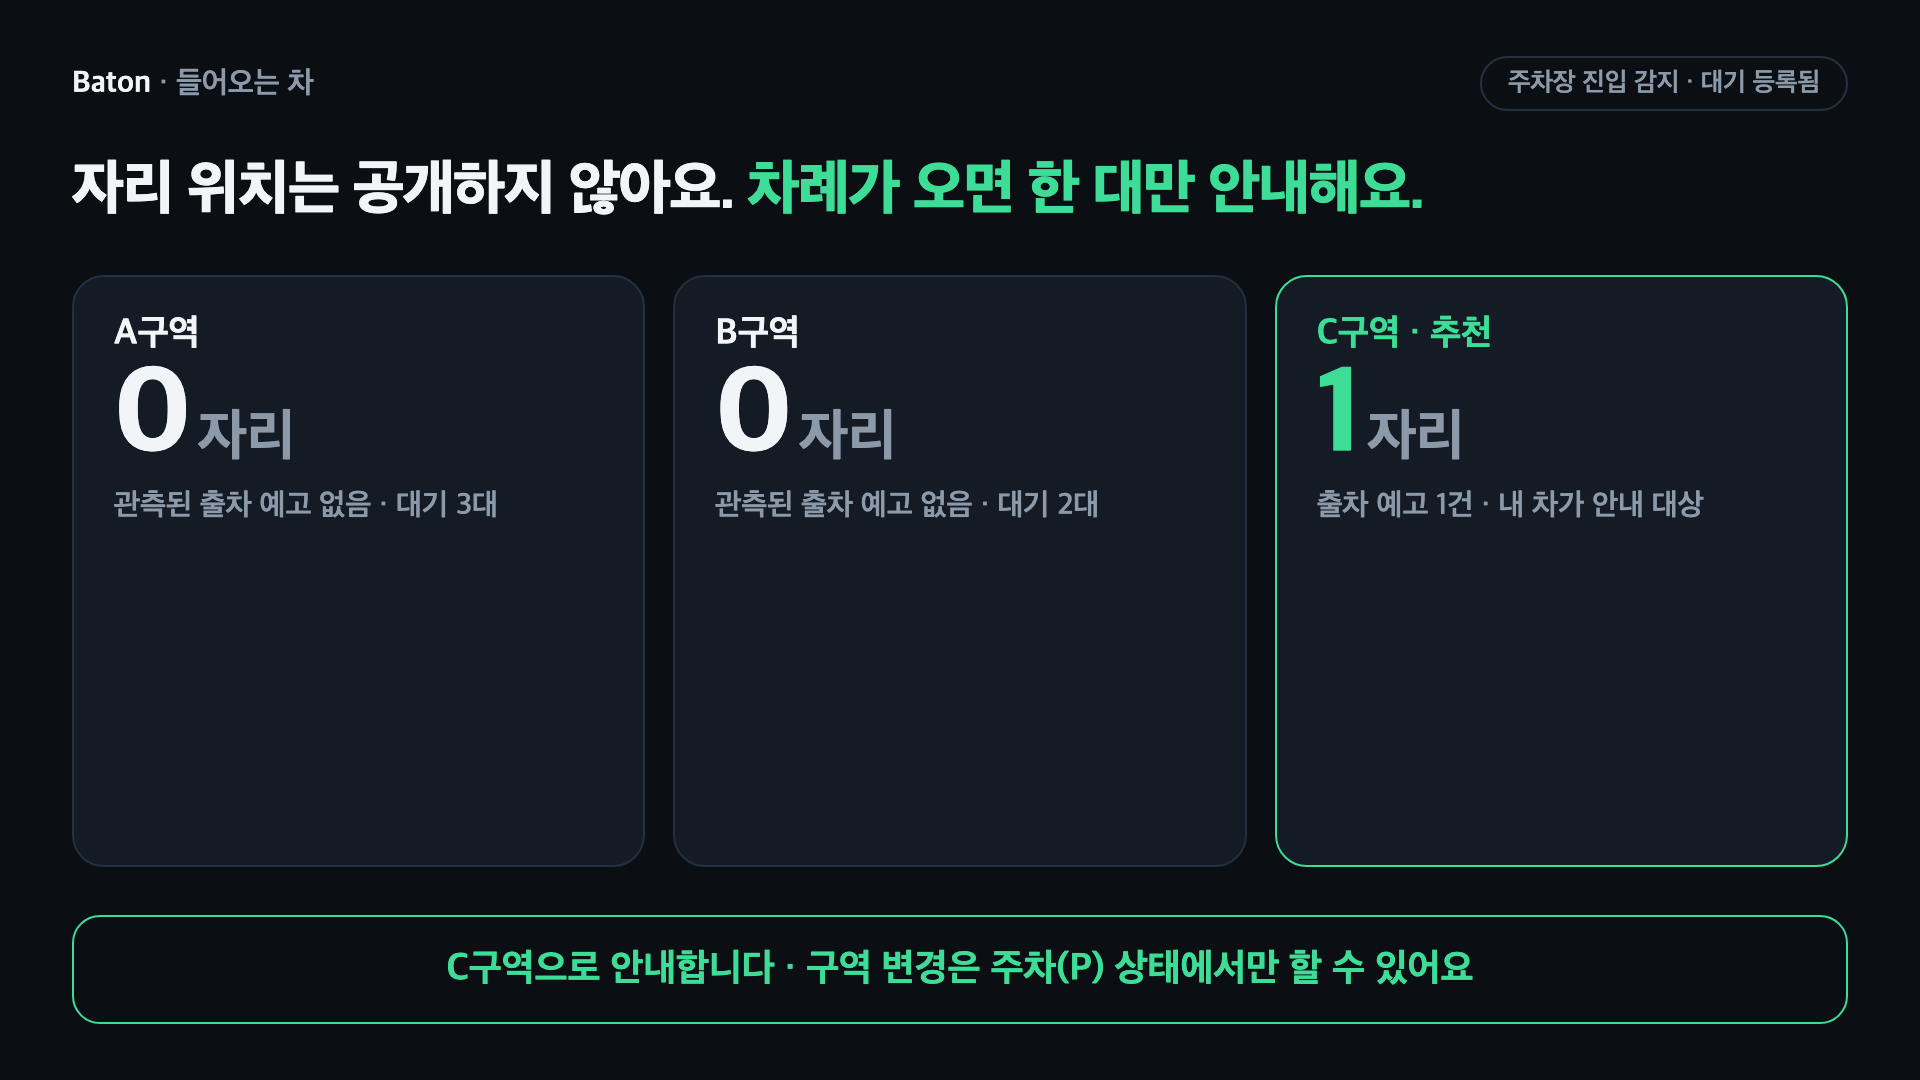 Baton · 들어오는 차
주차장 진입 감지 · 대기 등록됨
자리 위치는 공개하지 않아요. 차례가 오면 한 대만 안내해요.
A구역
0 자리
관측된 출차 예고 없음 · 대기 3대
B구역
0 자리
관측된 출차 예고 없음 · 대기 2대
C구역 · 추천
1 자리
출차 예고 1건 · 내 차가 안내 대상
C구역으로 안내합니다 · 구역 변경은 주차(P) 상태에서만 할 수 있어요